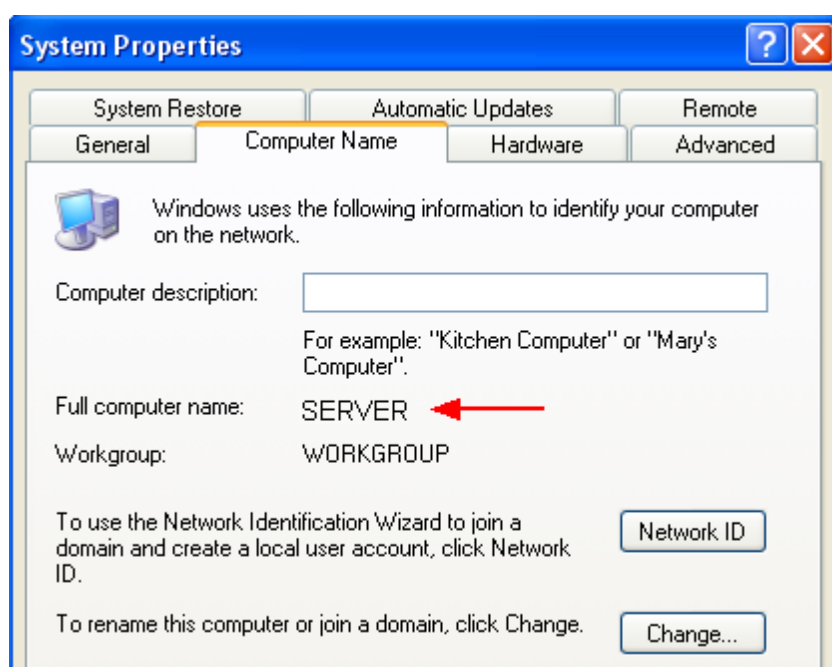 System Properties
System Restore Automatic Updates Remote
General Computer Name Hardware Advanced
Windows uses the following information to identify your computer
on the network.
Computer description:
For example: "Kitchen Computer" or "Mary's
Computer".
Full computer name: SERVER
Workgroup: WORKGROUP
To use the Network Identification Wizard to join a
domain and create a local user account, click Network
ID.
Network ID
To rename this computer or join a domain, click Change.
Change...